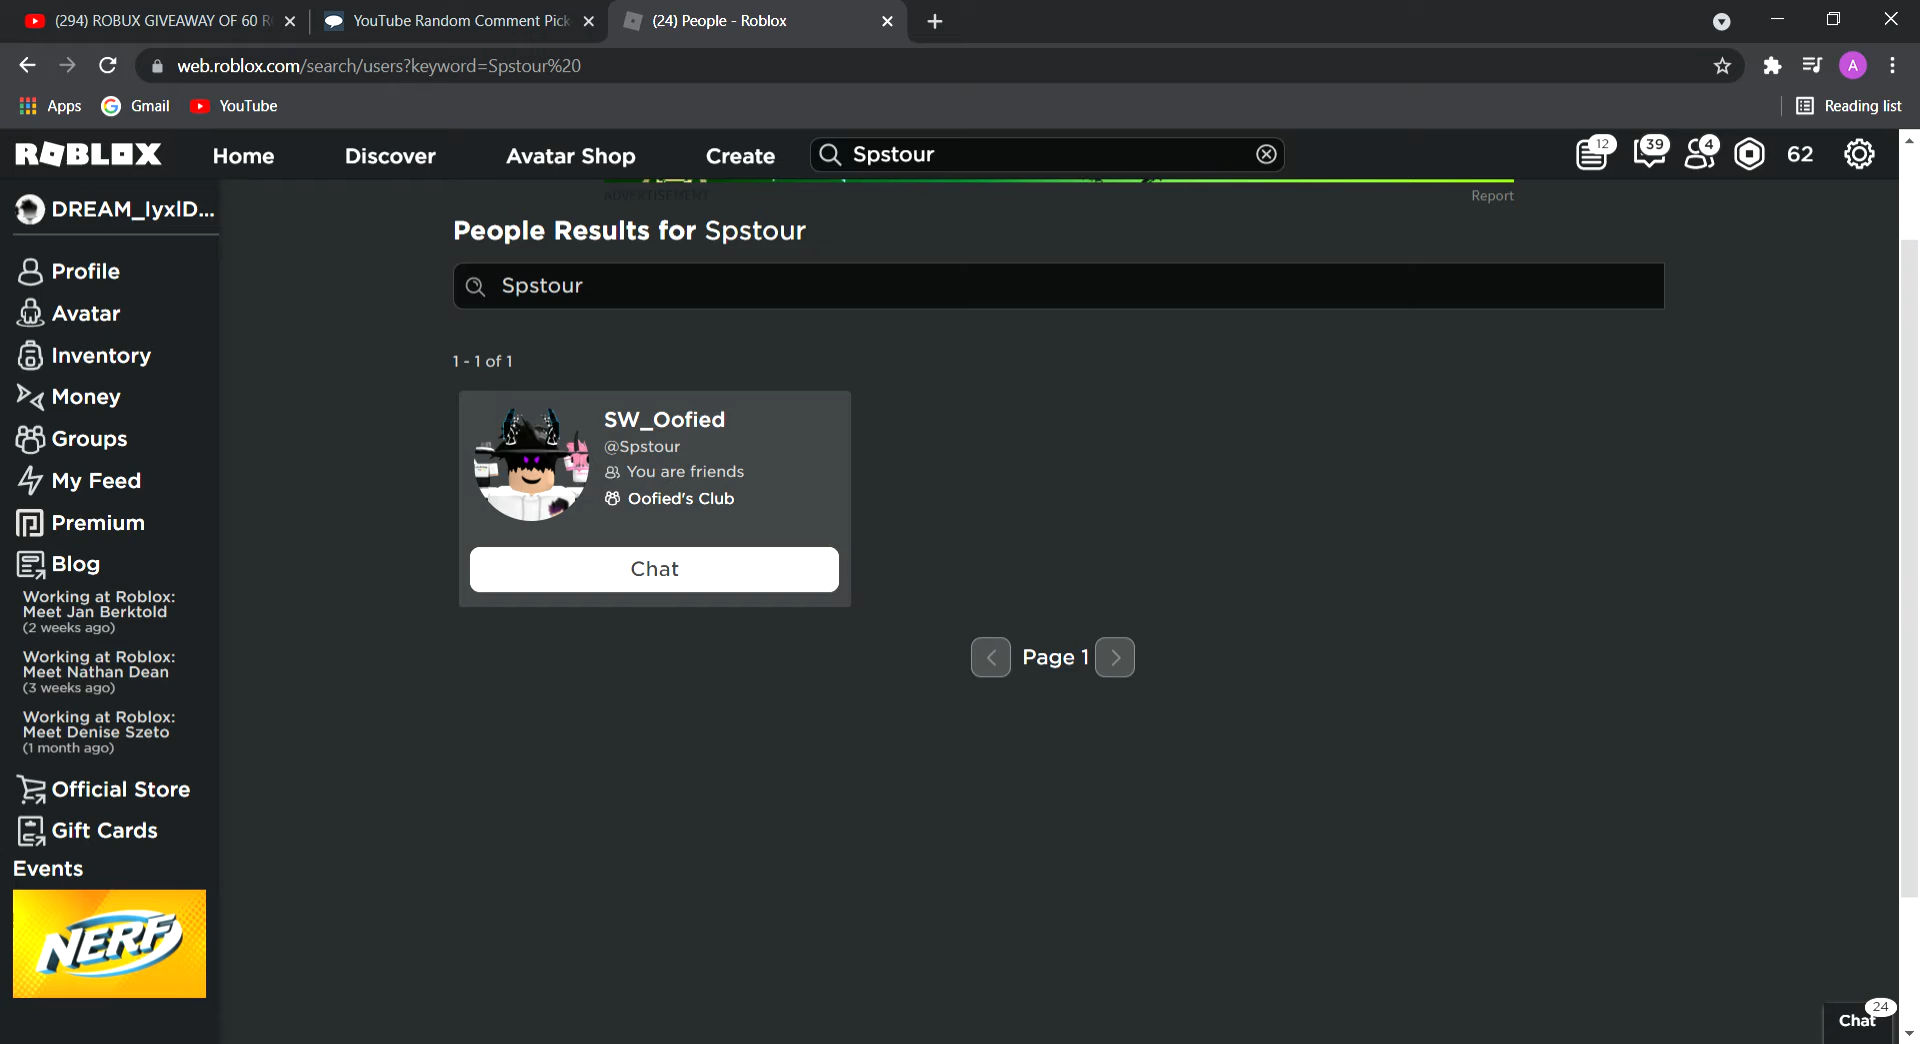 (294) ROBUX GIVEAWAY OF 60 R
YouTube Random Comment Pick
(24) People - Roblox
web.roblox.com/search/users?keyword=Spstour%20
A
Apps
Gmail
YouTube
Reading list
ROBLOX
Home
Discover
Avatar Shop
Create
Spstour
12
39
4
62
DREAM_lyxlD...
ADVERTISEMENT
Report
People Results for Spstour
Spstour
1 - 1 of 1
SW_Oofied
@Spstour
You are friends
Oofied's Club
Chat
Page 1
Profile
Avatar
Inventory
Money
Groups
My Feed
Premium
Blog
Working at Roblox:
Meet Jan Berktold
(2 weeks ago)
Working at Roblox:
Meet Nathan Dean
(3 weeks ago)
Working at Roblox:
Meet Denise Szeto
(1 month ago)
Official Store
Gift Cards
Events
NERF
Chat
24